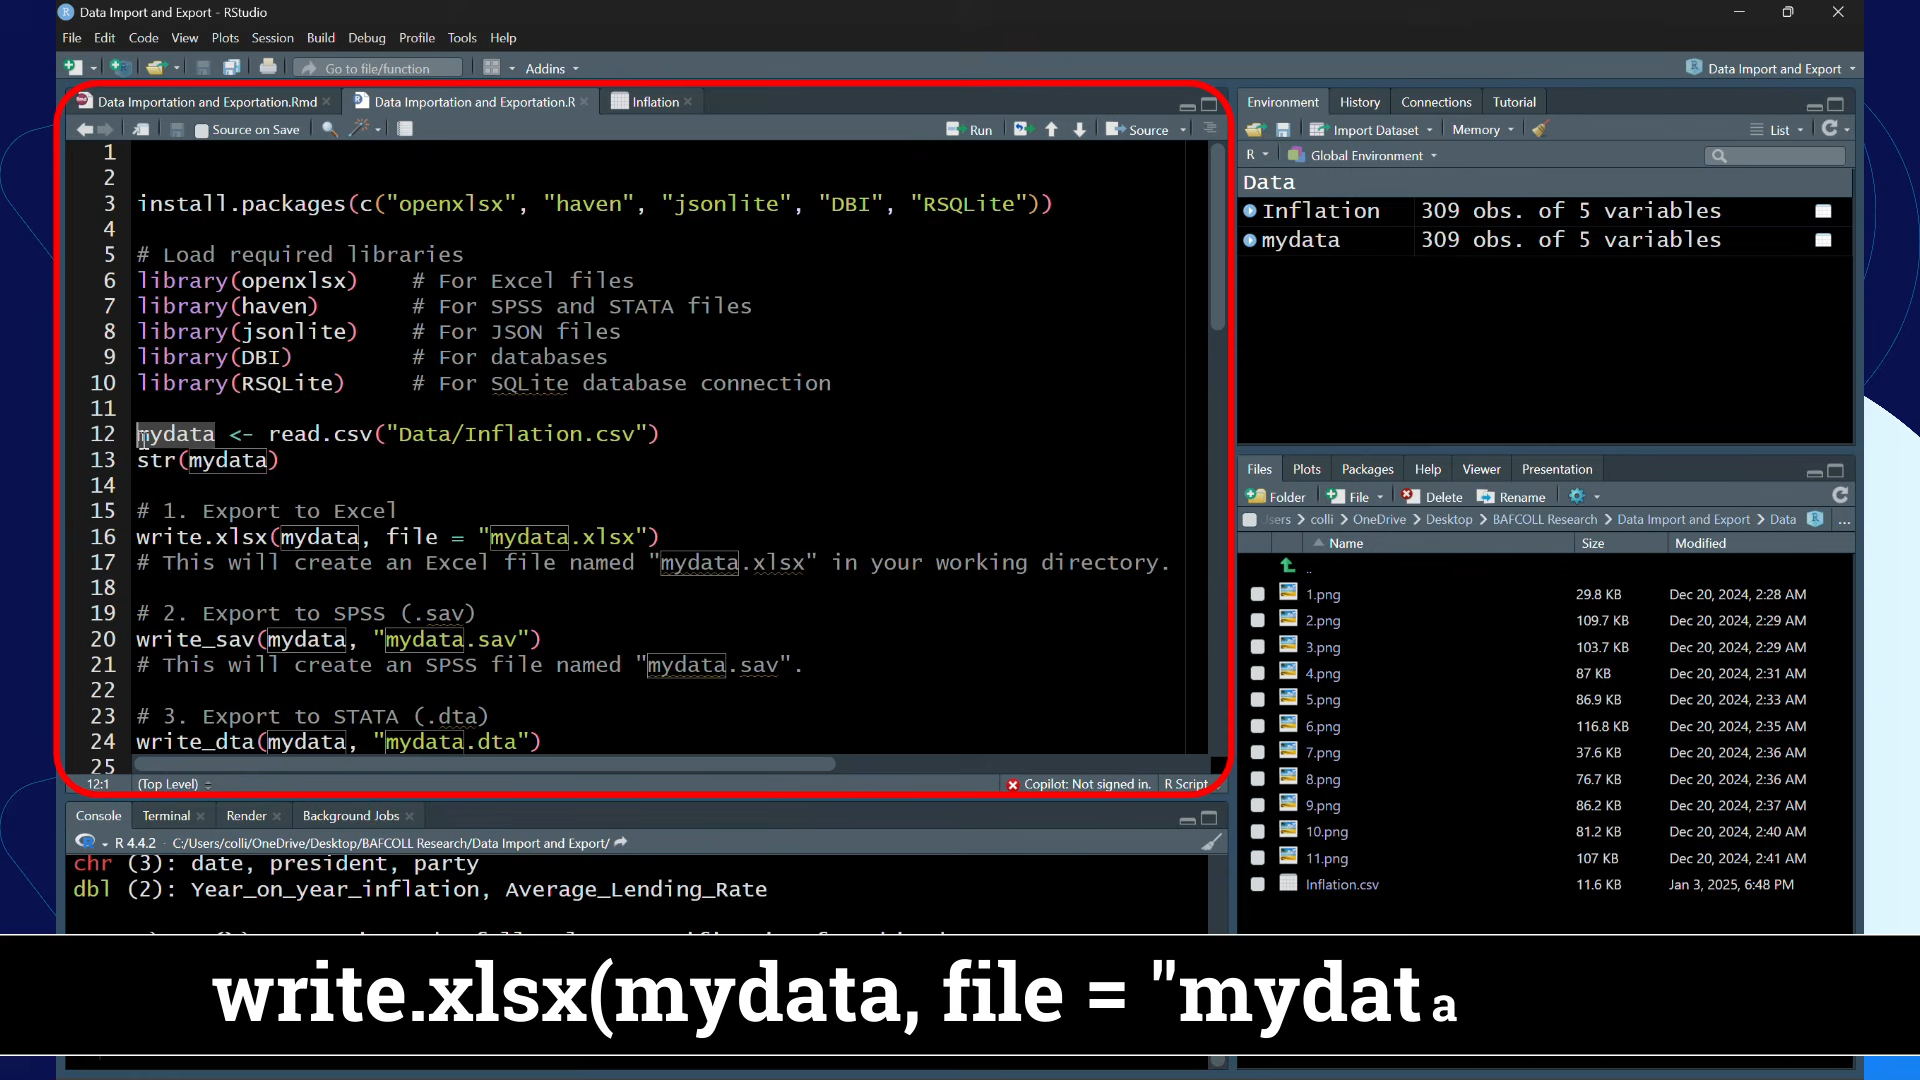 Data Import and Export - RStudio
File Edit Code View Plots Session Build Debug Profile Tools Help
Go to file/function Addins Data Import and Export
Data Importation and Exportation.Rmd Data Importation and Exportation.R Inflation
Source on Save Run Source
1
2
3 install.packages(c("openxlsx", "haven", "jsonlite", "DBI", "RSQLite"))
4
5 # Load required libraries
6 library(openxlsx) # For Excel files
7 library(haven) # For SPSS and STATA files
8 library(jsonlite) # For JSON files
9 library(DBI) # For databases
10 library(RSQLite) # For SQLite database connection
11
12 mydata <- read.csv("Data/Inflation.csv")
13 str(mydata)
14
15 # 1. Export to Excel
16 write.xlsx(mydata, file = "mydata.xlsx")
17 # This will create an Excel file named "mydata.xlsx" in your working directory.
18
19 # 2. Export to SPSS (.sav)
20 write_sav(mydata, "mydata.sav")
21 # This will create an SPSS file named "mydata.sav".
22
23 # 3. Export to STATA (.dta)
24 write_dta(mydata, "mydata.dta")
25
12:1 (Top Level) Copilot: Not signed in. R Script
Console Terminal Render Background Jobs
R 4.4.2 · C:/Users/colli/OneDrive/Desktop/BAFCOLL Research/Data Import and Export/
chr (3): date, president, party
dbl (2): Year_on_year_inflation, Average_Lending_Rate
Environment History Connections Tutorial
Import Dataset Memory List
R Global Environment
Data
Inflation 309 obs. of 5 variables
mydata 309 obs. of 5 variables
Files Plots Packages Help Viewer Presentation
Folder File Delete Rename
sers > colli > OneDrive > Desktop > BAFCOLL Research > Data Import and Export > Data ...
Name Size Modified
..
1.png 29.8 KB Dec 20, 2024, 2:28 AM
2.png 109.7 KB Dec 20, 2024, 2:29 AM
3.png 103.7 KB Dec 20, 2024, 2:29 AM
4.png 87 KB Dec 20, 2024, 2:31 AM
5.png 86.9 KB Dec 20, 2024, 2:33 AM
6.png 116.8 KB Dec 20, 2024, 2:35 AM
7.png 37.6 KB Dec 20, 2024, 2:36 AM
8.png 76.7 KB Dec 20, 2024, 2:36 AM
9.png 86.2 KB Dec 20, 2024, 2:37 AM
10.png 81.2 KB Dec 20, 2024, 2:40 AM
11.png 107 KB Dec 20, 2024, 2:41 AM
Inflation.csv 11.6 KB Jan 3, 2025, 6:48 PM
write.xlsx(mydata, file = "mydata